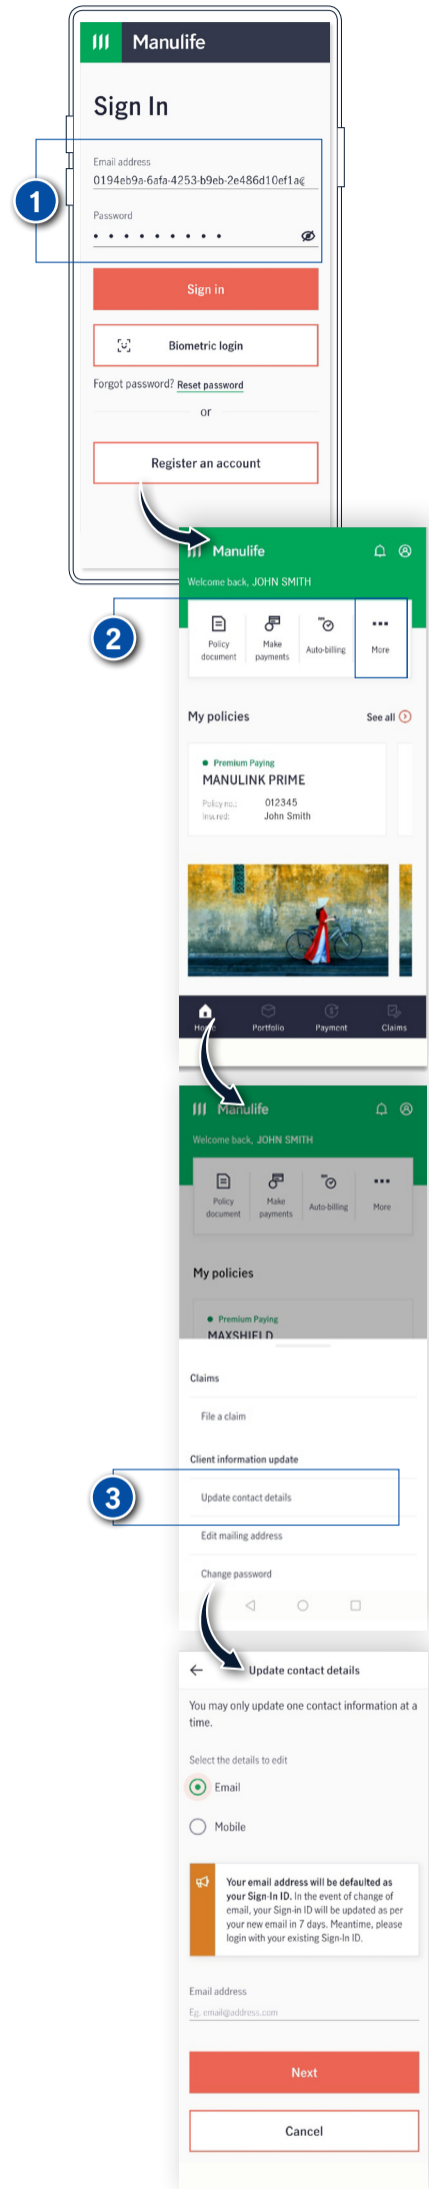 Manulife
Sign In
Email address
0194eb9a-6afa-4253-b9eb-2e486d10ef1a@
1
Password
Sign in
Biometric login
Forgot password? Reset password
or
Register an account
Manulife
Welcome back, JOHN SMITH
2
Policy document
Make payments
Auto-billing
More
My policies
See all
Premium Paying
MANULINK PRIME
Policy no.: 012345
Insured: John Smith
Home
Portfolio
Payment
Claims
Manulife
Welcome back, JOHN SMITH
Policy document
Make payments
Auto-billing
More
My policies
Premium Paying
MAXSHIELD
Claims
File a claim
Client information update
3
Update contact details
Edit mailing address
Change password
Update contact details
You may only update one contact information at a
time.
Select the details to edit
Email
Mobile
Your email address will be defaulted as
your Sign-In ID. In the event of change of
email, your Sign-in ID will be updated as per
your new email in 7 days. Meantime, please
login with your existing Sign-In ID.
Email address
Eg. email@address.com
Next
Cancel